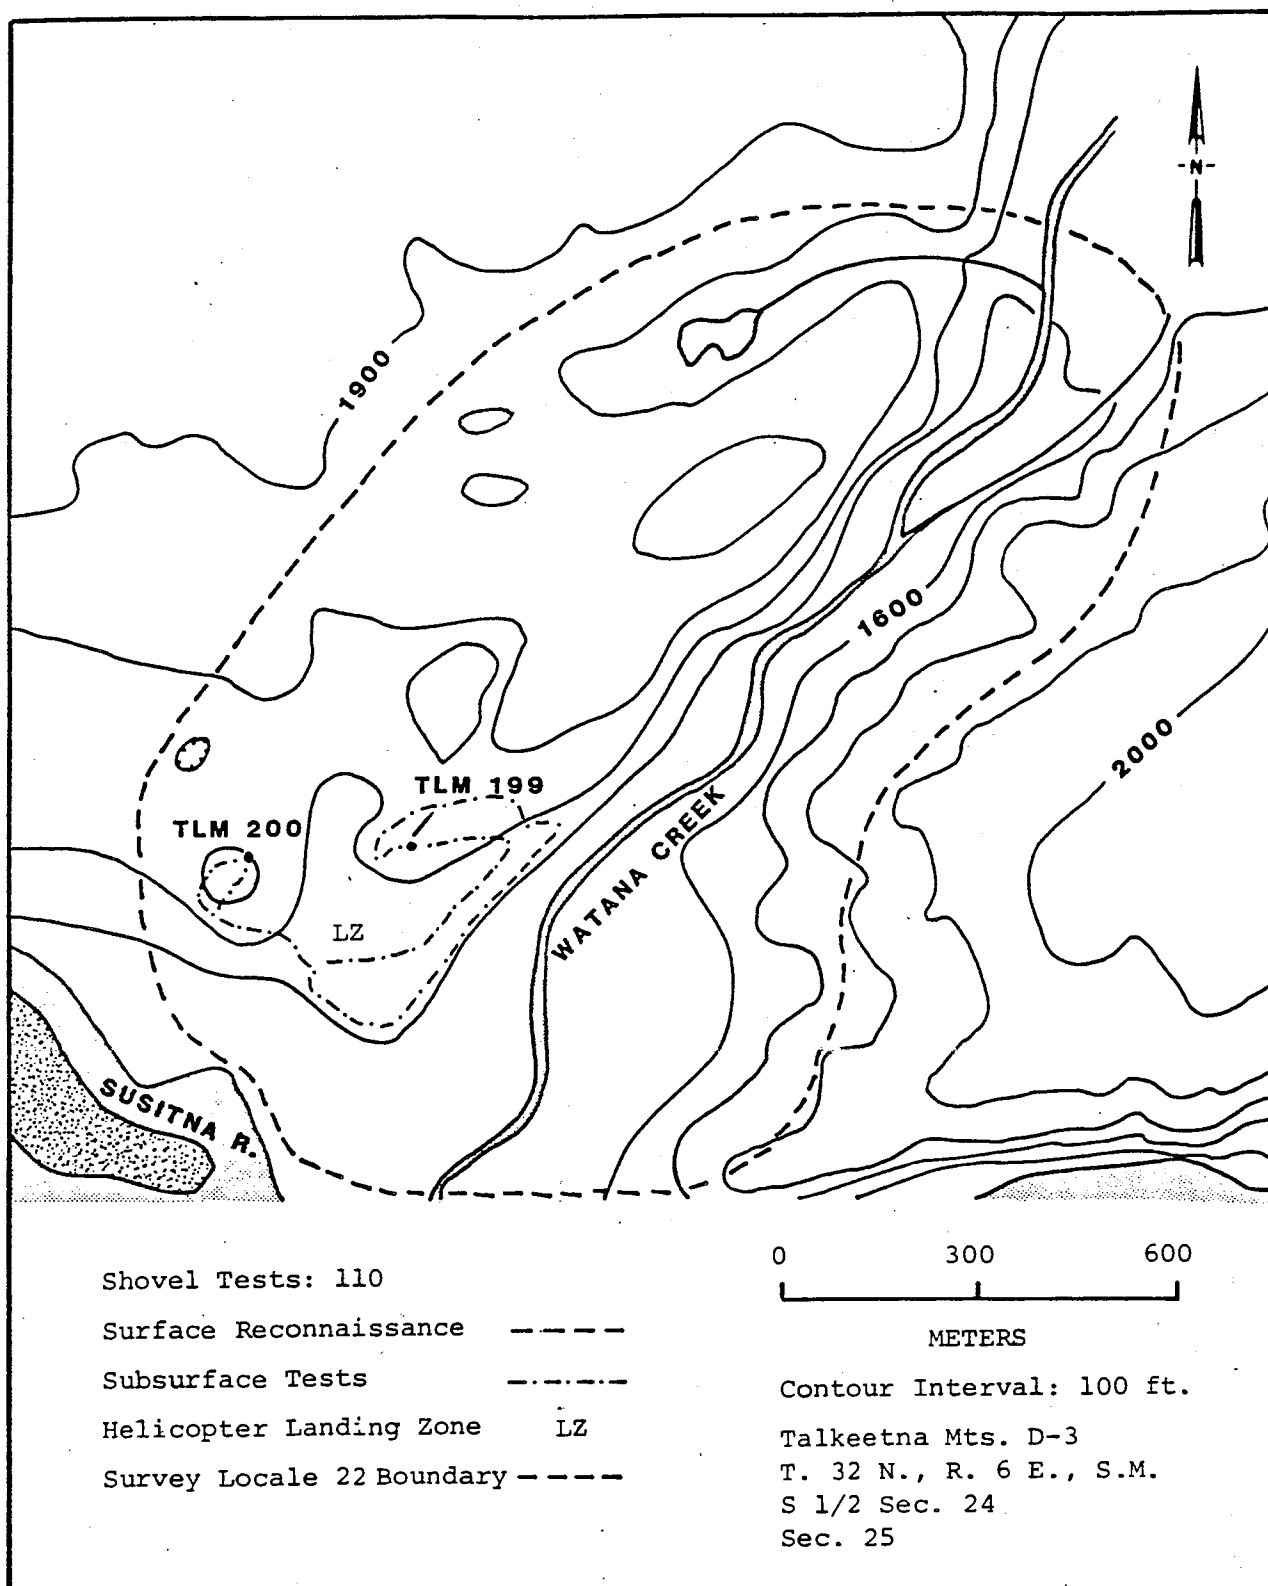 -N-
1900
1600
2000
TLM 199
TLM 200
LZ
WATANA CREEK
SUSITNA R.
Shovel Tests: 110
Surface Reconnaissance
Subsurface Tests
Helicopter Landing Zone LZ
Survey Locale 22 Boundary
0 300 600
METERS
Contour Interval: 100 ft.
Talkeetna Mts. D-3
T. 32 N., R. 6 E., S.M.
S 1/2 Sec. 24
Sec. 25